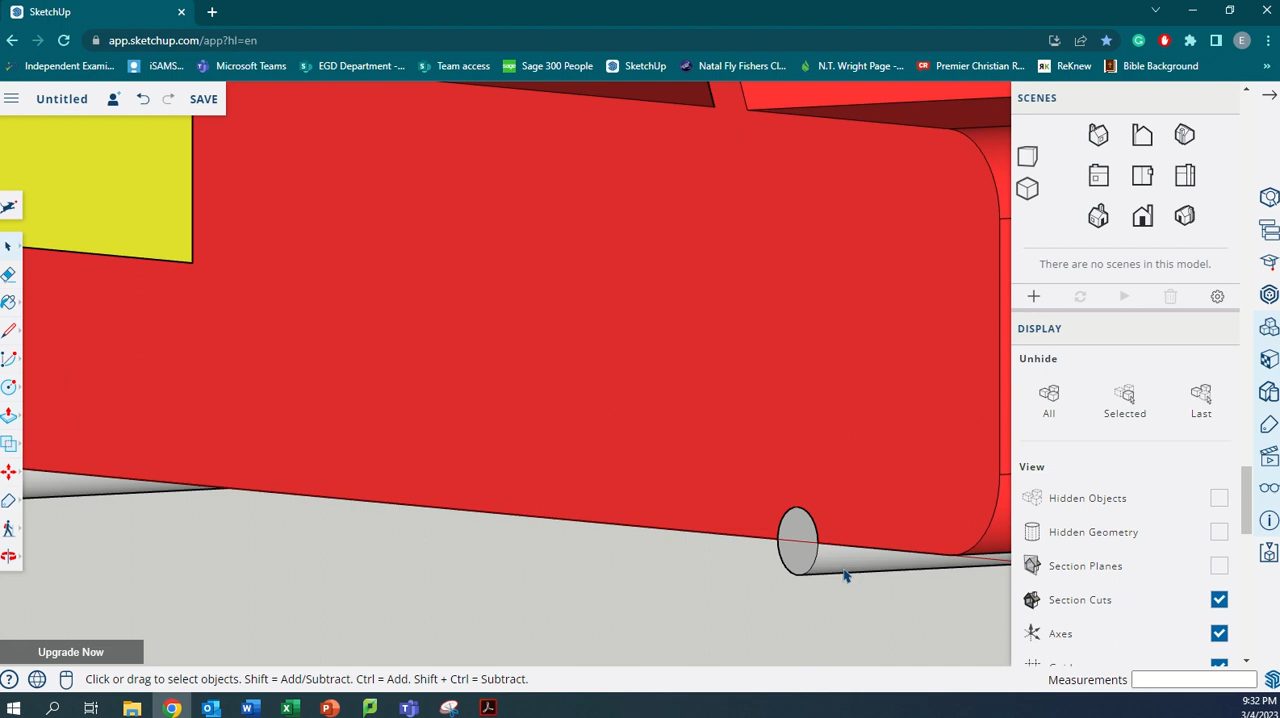 SketchUp
app.sketchup.com/app?hl=en
Independent Exami...
iSAMS...
Microsoft Teams
EGD Department -...
Team access
Sage 300 People
SketchUp
Natal Fly Fishers Cl...
N.T. Wright Page -...
Premier Christian R...
ReKnew
Bible Background
Untitled
SAVE
SCENES
There are no scenes in this model.
DISPLAY
Unhide
All
Selected
Last
View
Hidden Objects
Hidden Geometry
Section Planes
Section Cuts
Axes
Upgrade Now
Click or drag to select objects. Shift = Add/Subtract. Ctrl = Add. Shift + Ctrl = Subtract.
Measurements
9:32 PM
3/4/2023